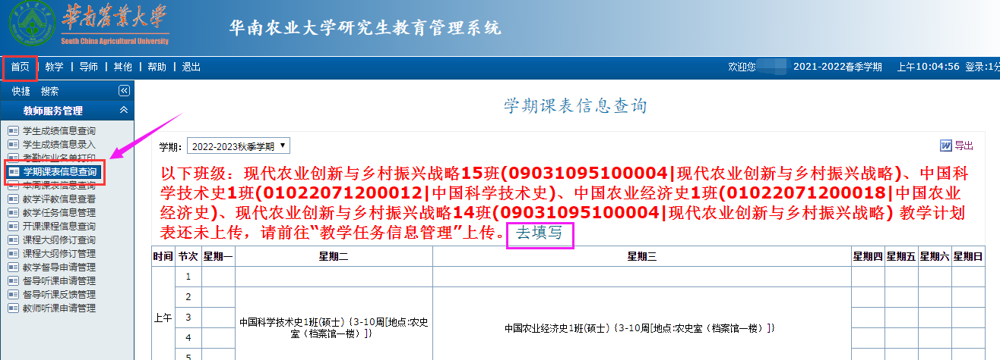 华南农业大学
South China Agricultural University
华南农业大学研究生教育管理系统
首页 | 教学 | 导师 | 其他 | 帮助 | 退出
欢迎您 2021-2022春季学期 上午10:04:56 登录:1分
快捷 搜索
教师服务管理
学生成绩信息查询
学生成绩信息录入
考勤作业名单打印
学期课表信息查询
本周课表信息查询
教学评教信息查看
教学任务信息管理
开课课程信息查询
课程大纲修订查询
课程大纲修订管理
教学督导申请管理
督导听课申请管理
督导听课反馈管理
教师听课申请管理
学期课表信息查询
学期: 2022-2023秋季学期
导出
以下班级：现代农业创新与乡村振兴战略15班(09031095100004|现代农业创新与乡村振兴战略)、中国科
学技术史1班(01022071200012|中国科学技术史)、中国农业经济史1班(01022071200018|中国农业
经济史)、现代农业创新与乡村振兴战略14班(09031095100004|现代农业创新与乡村振兴战略) 教学计划
表还未上传，请前往“教学任务信息管理”上传。 去填写
时间 节次 星期一 星期二 星期三 星期四 星期五 星期六 星期日
上午
1
2
3
4
5
中国科学技术史1班(硕士) {3-10周[地点:农史
室（档案馆一楼）]}
中国农业经济史1班(硕士) {3-10周[地点:农史室（档案馆一楼）]}